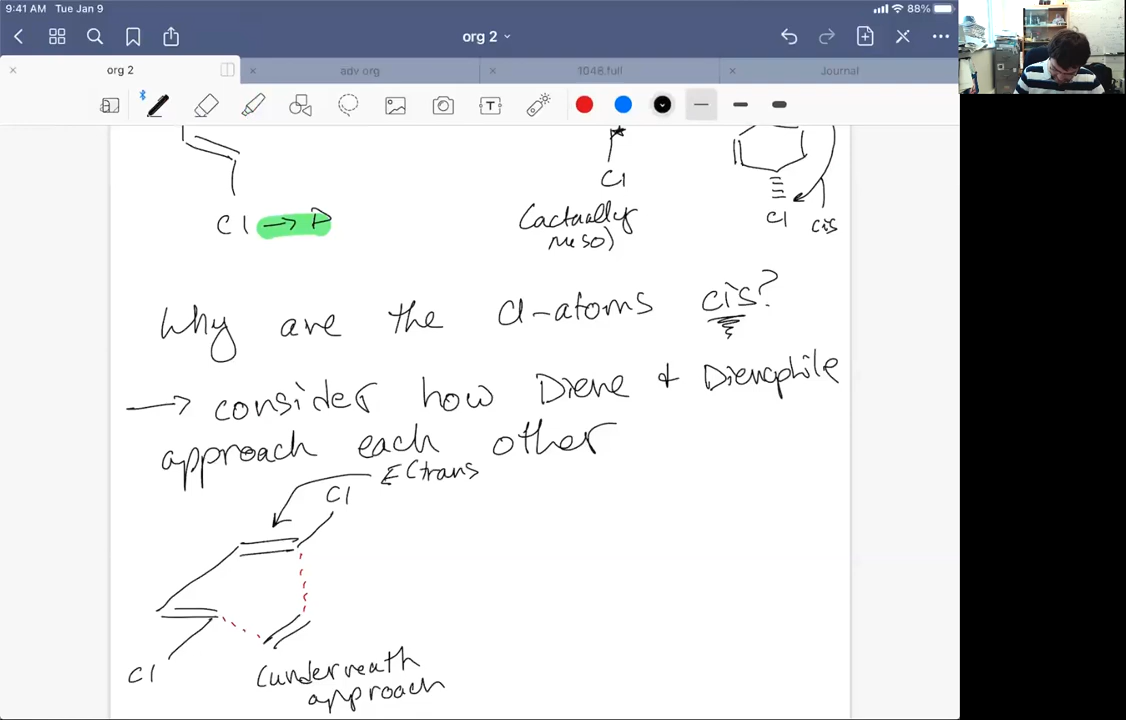 9:41 AM Tue Jan 9
88%
org 2
org 2
adv org
1048.full
Journal
T
Cl →
Cl
(actually
meso)
Cl
cis
Why are the Cl-atoms cis?
→ consider how Diene + Dienophile
approach each other
E (trans
Cl
Cl
(underneath
approach